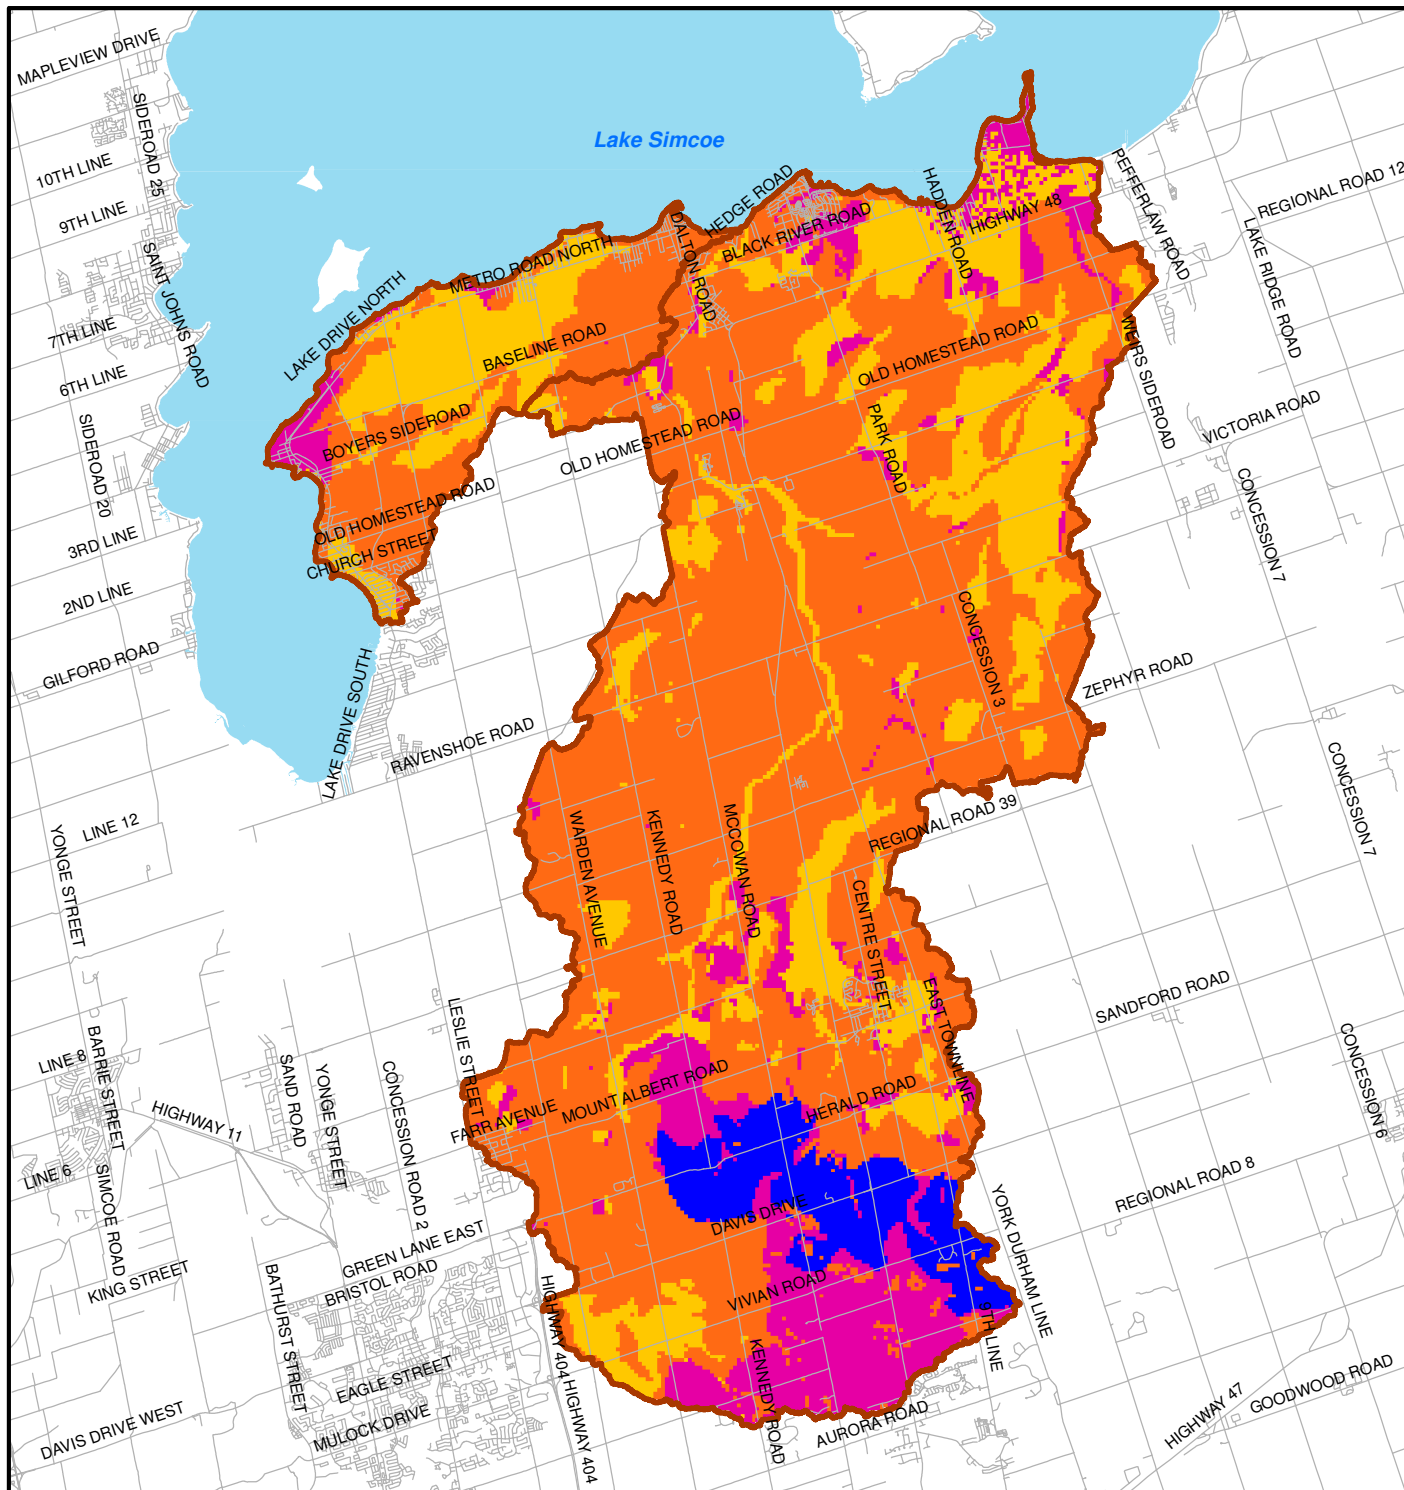 MAPLEVIEW DRIVE
SIDEROAD 25
10TH LINE
9TH LINE
SAINT JOHNS ROAD
7TH LINE
6TH LINE
SIDEROAD 20
3RD LINE
2ND LINE
GILFORD ROAD
Lake Simcoe
HEDGE ROAD
DALTON ROAD
BLACK RIVER ROAD
HADDEN ROAD
HIGHWAY 48
PEFFERLAW ROAD
REGIONAL ROAD 12
LAKE RIDGE ROAD
METRO ROAD NORTH
LAKE DRIVE NORTH
BASELINE ROAD
BOYERS SIDEROAD
OLD HOMESTEAD ROAD
OLD HOMESTEAD ROAD
OLD HOMESTEAD ROAD
WEIRS SIDEROAD
VICTORIA ROAD
PARK ROAD
CHURCH STREET
CONCESSION 7
CONCESSION 3
ZEPHYR ROAD
LAKE DRIVE SOUTH
RAVENSHOE ROAD
CONCESSION 7
LINE 12
YONGE STREET
WARDEN AVENUE
KENNEDY ROAD
MCCOWAN ROAD
REGIONAL ROAD 39
CENTRE STREET
EAST TOWNLINE
SANDFORD ROAD
LESLIE STREET
LINE 8
BARRIE STREET
SAND ROAD
YONGE STREET
CONCESSION ROAD 2
HIGHWAY 11
FARR AVENUE
MOUNT ALBERT ROAD
HERALD ROAD
CONCESSION 6
LINE 6
SIMCOE ROAD
DAVIS DRIVE
YORK DURHAM LINE
REGIONAL ROAD 8
KING STREET
GREEN LANE EAST
BRISTOL ROAD
BATHURST STREET
HIGHWAY 404
VIVIAN ROAD
9TH LINE
EAGLE STREET
KENNEDY ROAD
HIGHWAY 404
MULOCK DRIVE
DAVIS DRIVE WEST
AURORA ROAD
HIGHWAY 47
GOODWOOD ROAD